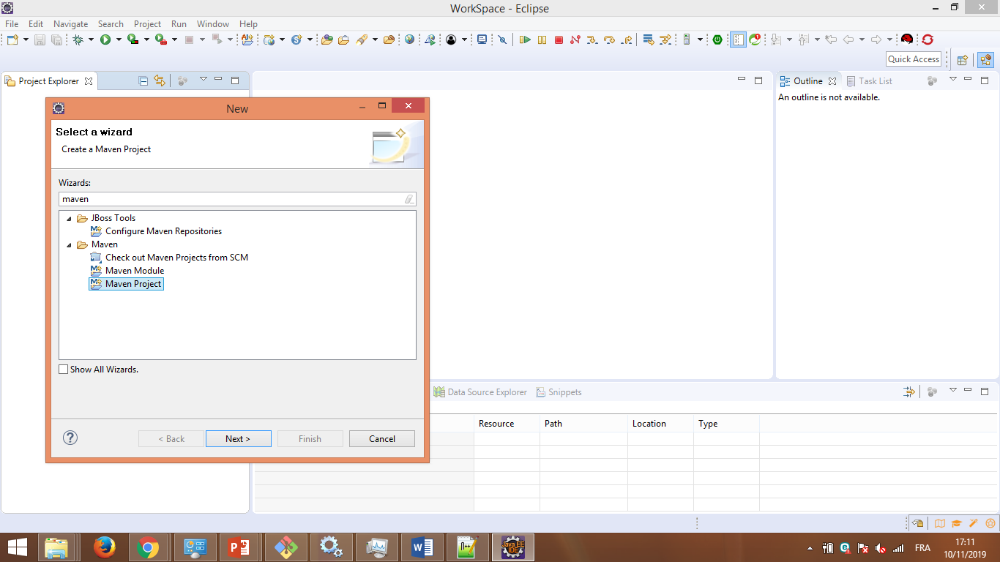 WorkSpace - Eclipse
File Edit Navigate Search Project Run Window Help
Quick Access
Project Explorer
Outline Task List
An outline is not available.
New
Select a wizard
Create a Maven Project
Wizards:
maven
JBoss Tools
Configure Maven Repositories
Maven
Check out Maven Projects from SCM
Maven Module
Maven Project
Show All Wizards.
< Back Next > Finish Cancel
Data Source Explorer Snippets
Resource Path Location Type
Java EE
IDE
FRA
17:11
10/11/2019